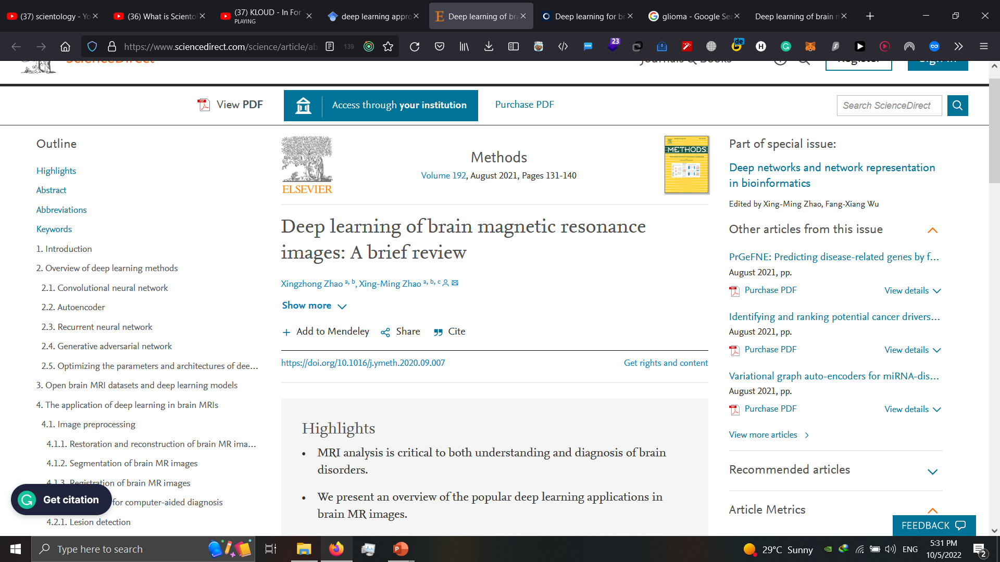 (37) scientology - Yo
(36) What is Sciento
(37) KLOUD - In For
PLAYING
deep learning appro
Deep learning of bra
Deep learning for br
glioma - Google Sea
Deep learning of brain m
https://www.sciencedirect.com/science/article/abs
139
23
de
ScienceDirect
Journals & Books
Register
Sign in
View PDF
Access through your institution
Purchase PDF
Search ScienceDirect
Outline
Highlights
Abstract
Abbreviations
Keywords
1. Introduction
2. Overview of deep learning methods
2.1. Convolutional neural network
2.2. Autoencoder
2.3. Recurrent neural network
2.4. Generative adversarial network
2.5. Optimizing the parameters and architectures of dee...
3. Open brain MRI datasets and deep learning models
4. The application of deep learning in brain MRIs
4.1. Image preprocessing
4.1.1. Restoration and reconstruction of brain MR ima...
4.1.2. Segmentation of brain MR images
4.1.3. Registration of brain MR images
for computer-aided diagnosis
4.2.1. Lesion detection
Get citation
ELSEVIER
Methods
Volume 192, August 2021, Pages 131-140
METHODS
Deep learning of brain magnetic resonance
images: A brief review
Xingzhong Zhao a, b, Xing-Ming Zhao a, b, c
Show more
Add to Mendeley
Share
Cite
https://doi.org/10.1016/j.ymeth.2020.09.007
Get rights and content
Highlights
• MRI analysis is critical to both understanding and diagnosis of brain
disorders.
• We present an overview of the popular deep learning applications in
brain MR images.
Part of special issue:
Deep networks and network representation
in bioinformatics
Edited by Xing-Ming Zhao, Fang-Xiang Wu
Other articles from this issue
PrGeFNE: Predicting disease-related genes by f...
August 2021, pp.
Purchase PDF
View details
Identifying and ranking potential cancer drivers...
August 2021, pp.
Purchase PDF
View details
Variational graph auto-encoders for miRNA-dis...
August 2021, pp.
Purchase PDF
View details
View more articles
Recommended articles
Article Metrics
FEEDBACK
Type here to search
29°C Sunny
ENG
5:31 PM
10/5/2022
2